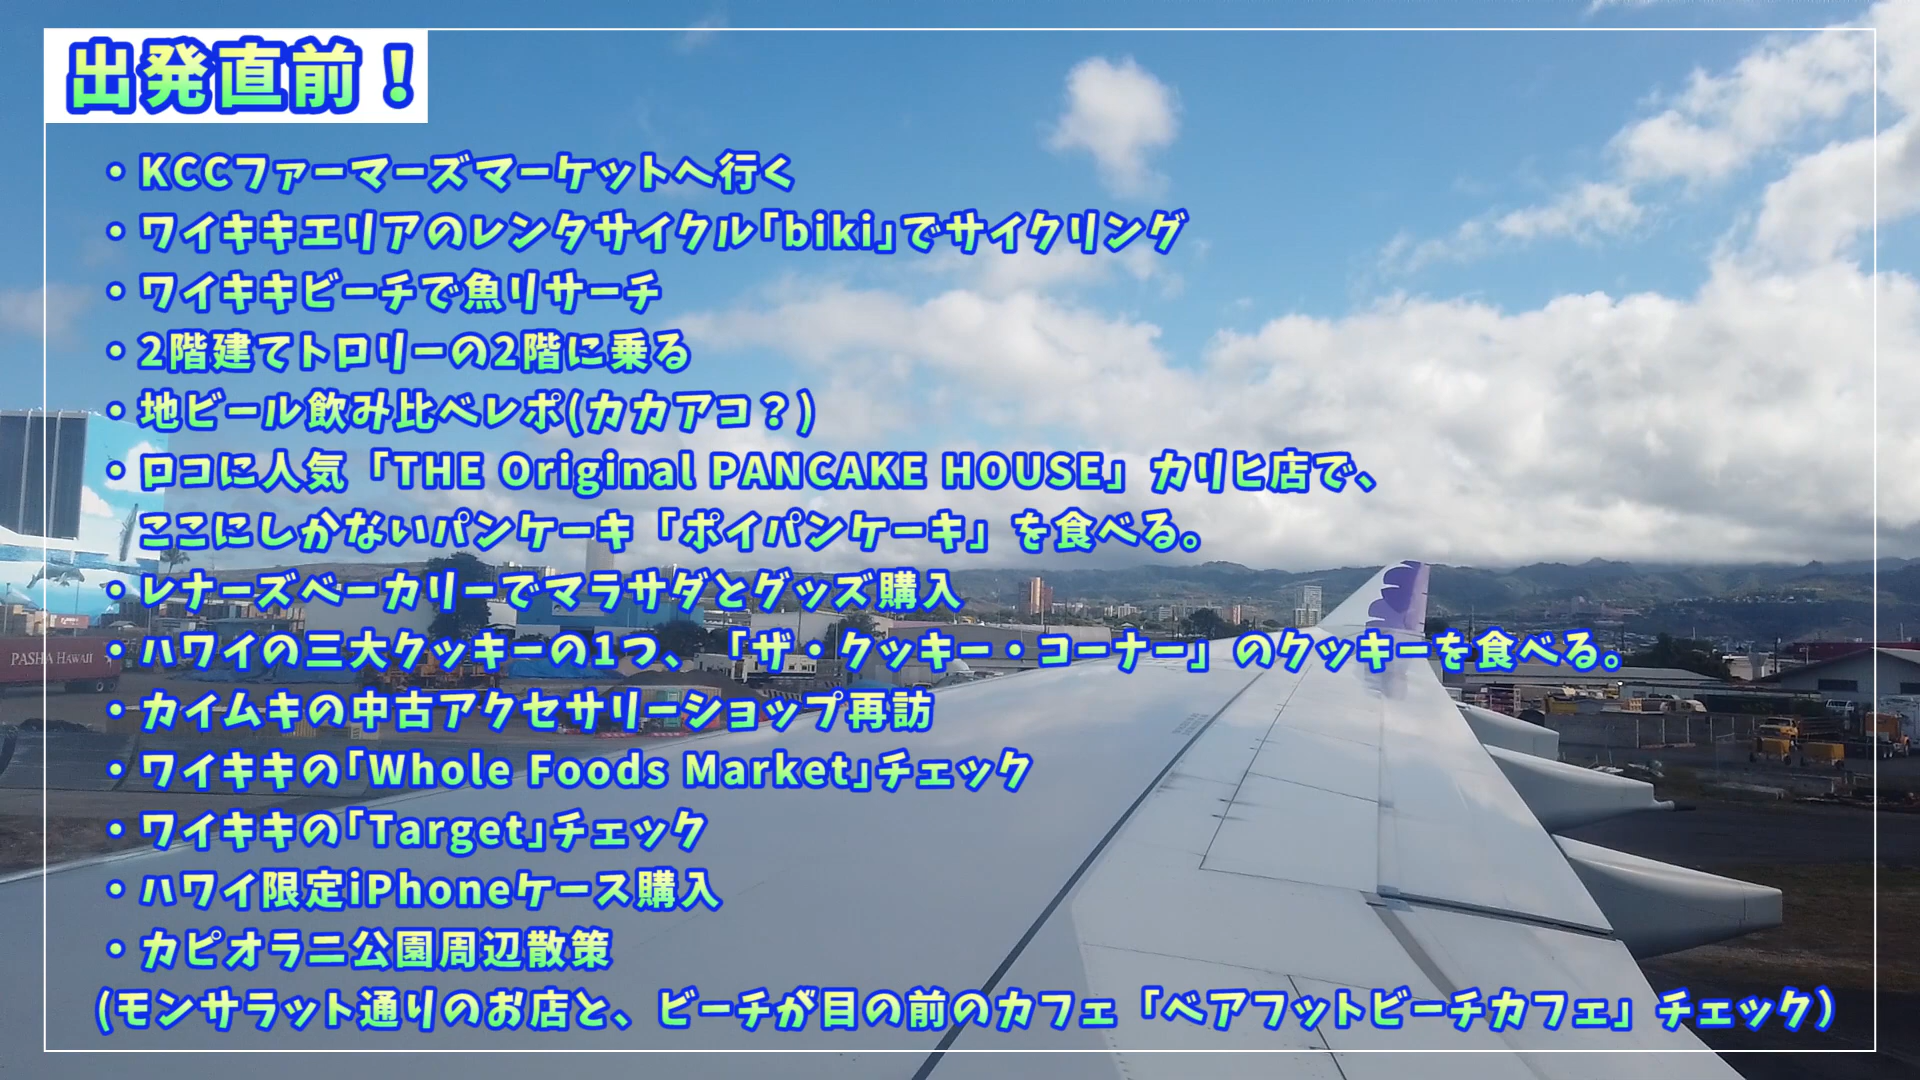 出発直前！
・KCCファーマーズマーケットへ行く
・ワイキキエリアのレンタサイクル「biki」でサイクリング
・ワイキキビーチで魚リサーチ
・2階建てトロリーの2階に乗る
・地ビール飲み比べレポ(カカアコ？)
・ロコに人気「THE Original PANCAKE HOUSE」カリヒ店で、
ここにしかないパンケーキ「ポイパンケーキ」を食べる。
・レナーズベーカリーでマラサダとグッズ購入
・ハワイの三大クッキーの1つ、「ザ・クッキー・コーナー」のクッキーを食べる。
PASHA HAWAII
・カイムキの中古アクセサリーショップ再訪
・ワイキキの「Whole Foods Market」チェック
・ワイキキの「Target」チェック
・ハワイ限定iPhoneケース購入
・カピオラニ公園周辺散策
(モンサラット通りのお店と、ビーチが目の前のカフェ「ベアフットビーチカフェ」チェック）